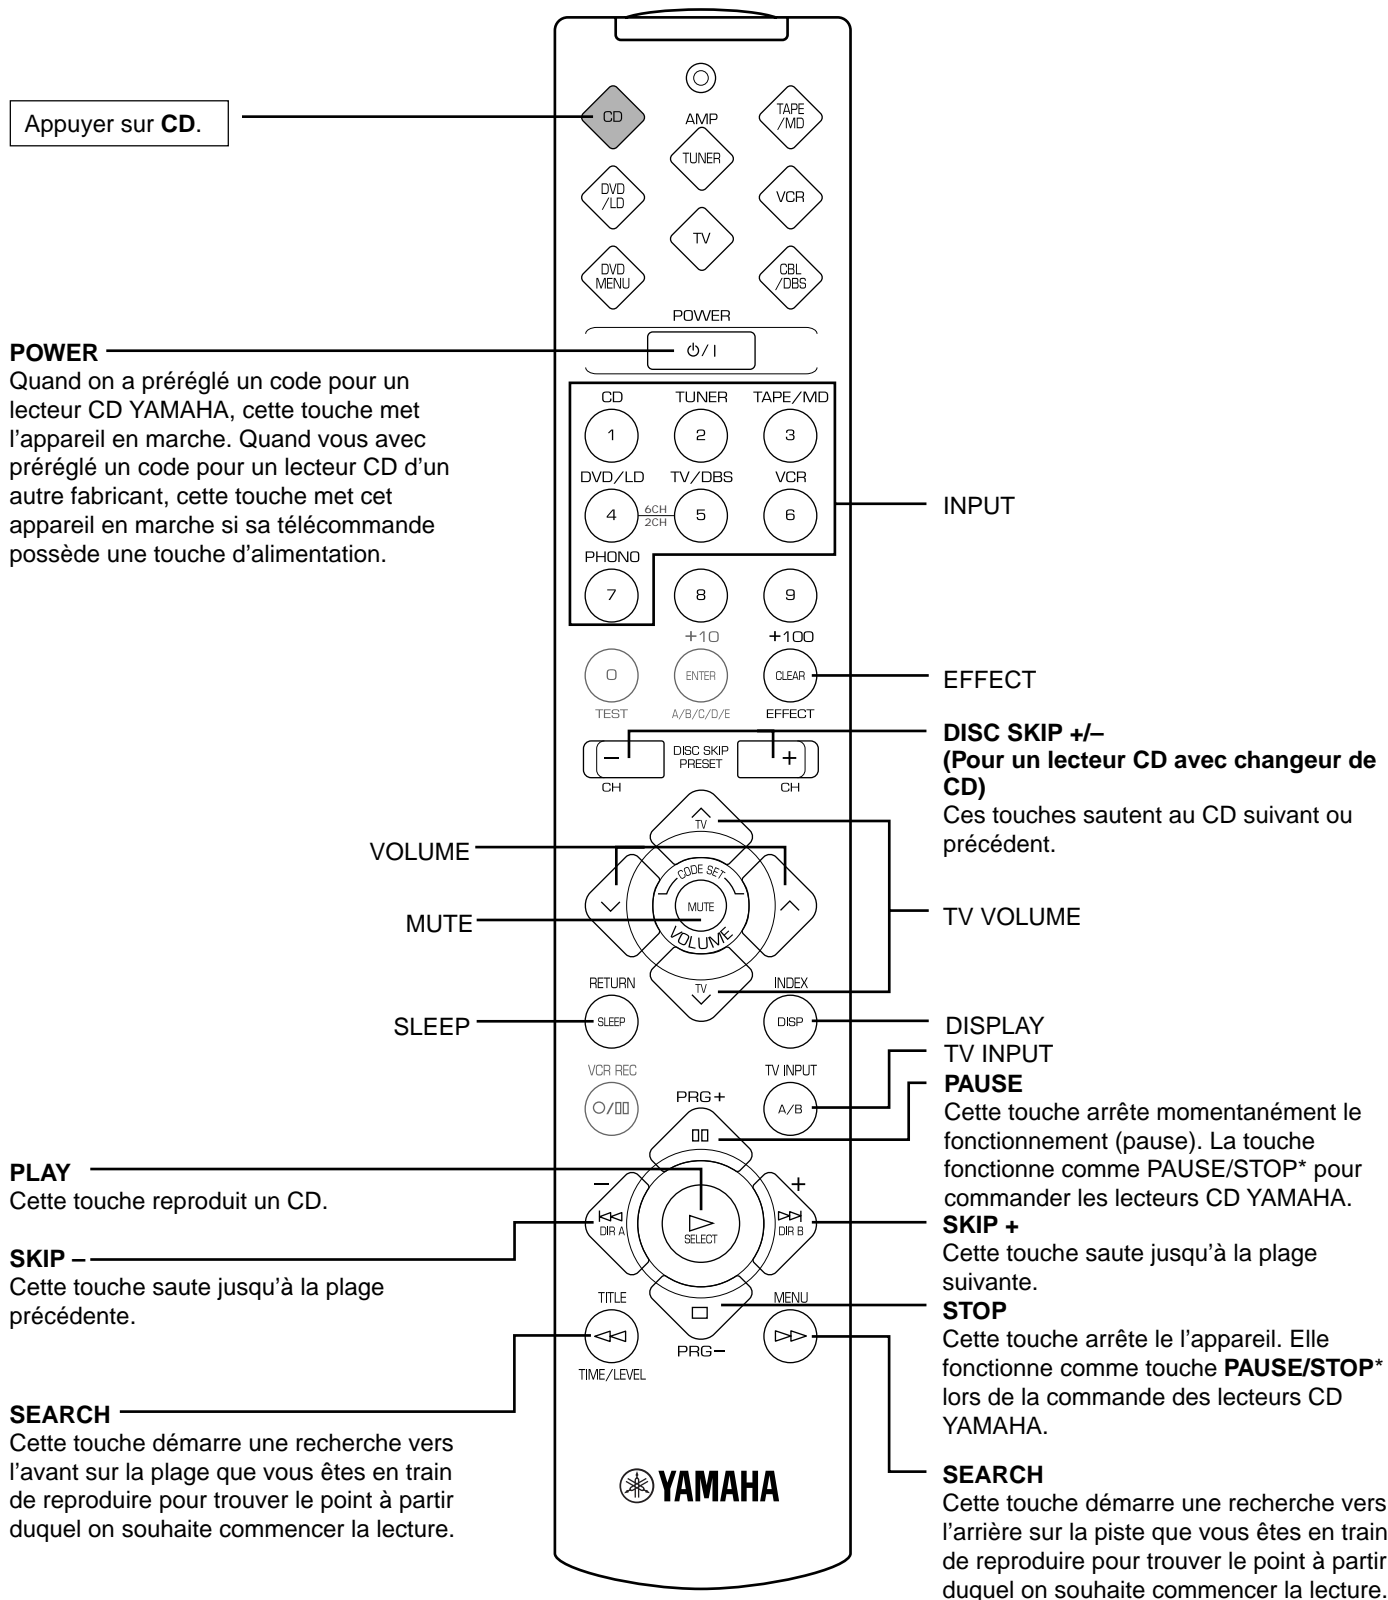 Appuyer sur CD.
CD
AMP
TAPE
/MD
TUNER
DVD
/LD
VCR
TV
DVD
MENU
CBL
/DBS
POWER
⏻/I
POWER
Quand on a préréglé un code pour un
lecteur CD YAMAHA, cette touche met
l’appareil en marche. Quand vous avez
préréglé un code pour un lecteur CD d’un
autre fabricant, cette touche met cet
appareil en marche si sa télécommande
possède une touche d’alimentation.
CD TUNER TAPE/MD
1 2 3
DVD/LD TV/DBS VCR
4 6CH 5 6
2CH
INPUT
PHONO
7 8 9
+10 +100
0 ENTER CLEAR
TEST A/B/C/D/E EFFECT
EFFECT
– DISC SKIP +
PRESET
CH CH
DISC SKIP +/–
(Pour un lecteur CD avec changeur de
CD)
Ces touches sautent au CD suivant ou
précédent.
TV
VOLUME
CODE SET
MUTE
VOLUME
MUTE
TV VOLUME
TV
RETURN INDEX
SLEEP
SLEEP DISP
DISPLAY
TV INPUT
VCR REC TV INPUT
A/B
PRG+
PAUSE
Cette touche arrête momentanément le
fonctionnement (pause). La touche
fonctionne comme PAUSE/STOP* pour
commander les lecteurs CD YAMAHA.
PLAY
Cette touche reproduit un CD.
– +
DIR A SELECT DIR B
SKIP +
Cette touche saute jusqu’à la plage
suivante.
SKIP –
Cette touche saute jusqu’à la plage
précédente.
TITLE MENU
PRG–
TIME/LEVEL
STOP
Cette touche arrête le l’appareil. Elle
fonctionne comme touche PAUSE/STOP*
lors de la commande des lecteurs CD
YAMAHA.
SEARCH
Cette touche démarre une recherche vers
l’avant sur la plage que vous êtes en train
de reproduire pour trouver le point à partir
duquel on souhaite commencer la lecture.
YAMAHA
SEARCH
Cette touche démarre une recherche vers
l’arrière sur la piste que vous êtes en train
de reproduire pour trouver le point à partir
duquel on souhaite commencer la lecture.